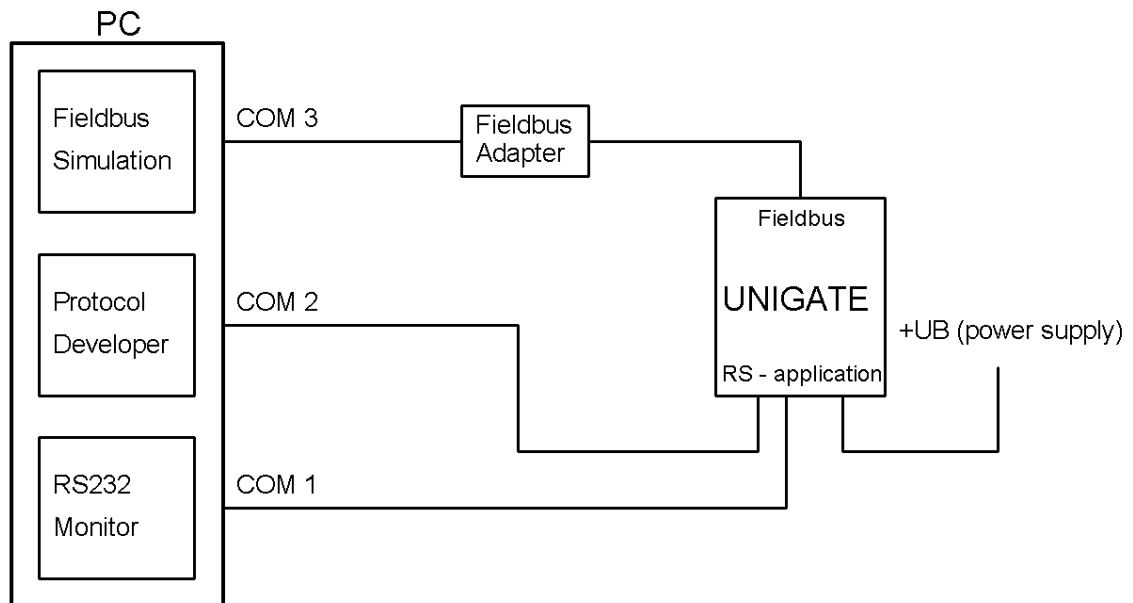 PC
Fieldbus
Simulation
COM 3
Fieldbus
Adapter
Fieldbus
UNIGATE
RS - application
+UB (power supply)
Protocol
Developer
COM 2
RS232
Monitor
COM 1